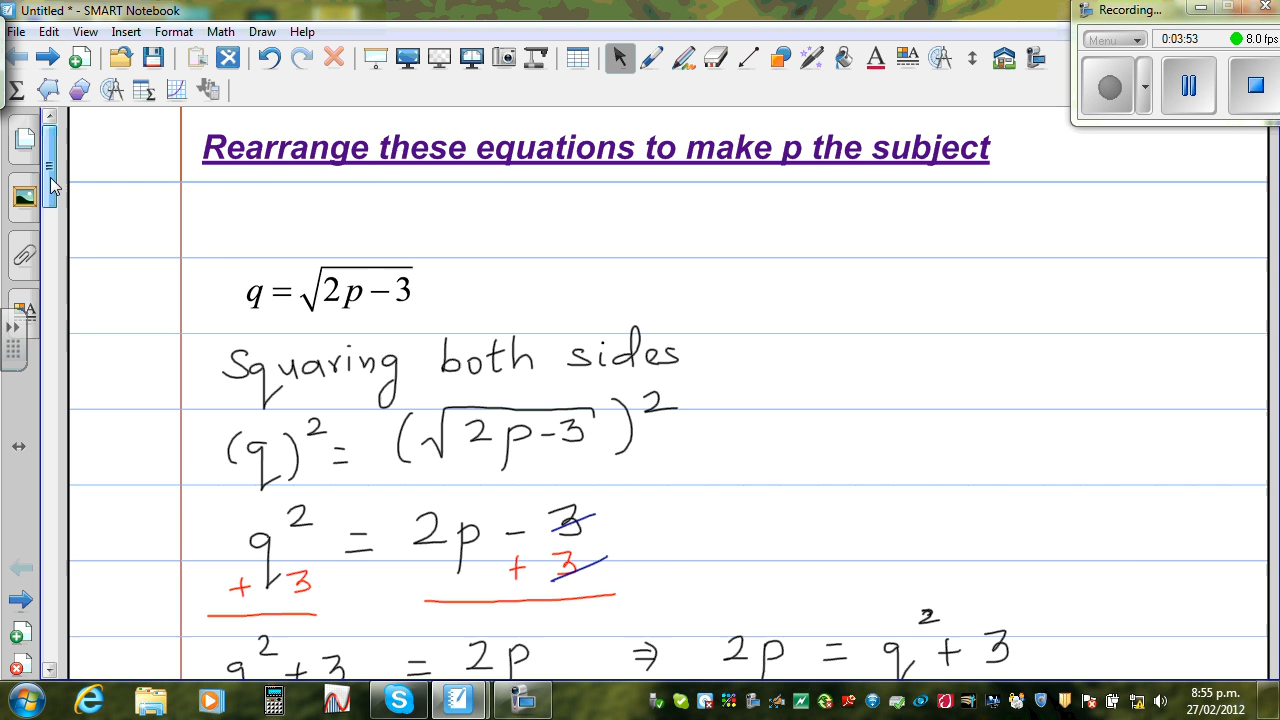 Untitled * - SMART Notebook
Recording...
File Edit View Insert Format Math Draw Help
Menu
0:03:53
8.0 fps
Rearrange these equations to make p the subject
q = √(2p − 3)
Squaring both sides
(q)² = (√(2p-3))²
q² = 2p - 3
+ 3 + 3
q² + 3 = 2p ⇒ 2p = q² + 3
8:55 p.m.
27/02/2012